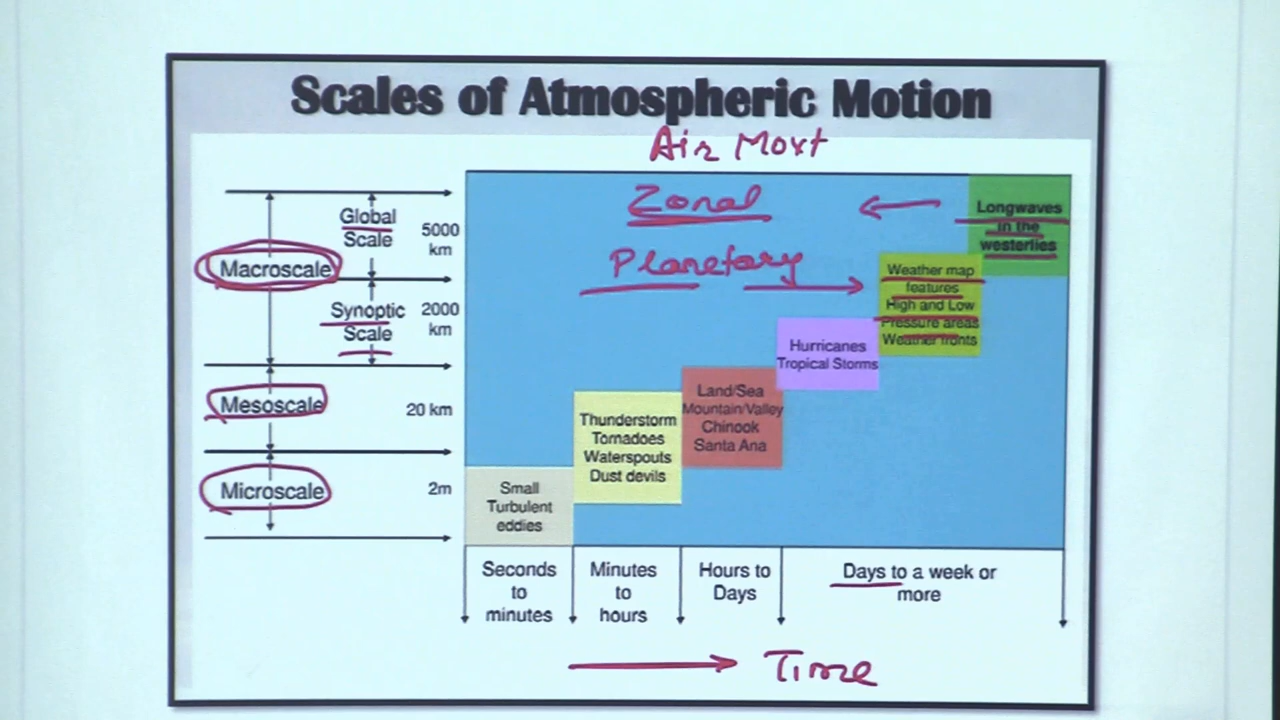 Scales of Atmospheric Motion
Air Movt
Zonal
Planetary
Macroscale
Global
Scale
5000
km
Synoptic
Scale
2000
km
Mesoscale
20 km
Microscale
2m
Longwaves
in the
westerlies
Weather map
features
High and Low
Pressure areas
Weather fronts
Hurricanes
Tropical Storms
Land/Sea
Mountain/Valley
Chinook
Santa Ana
Thunderstorm
Tornadoes
Waterspouts
Dust devils
Small
Turbulent
eddies
Seconds
to
minutes
Minutes
to
hours
Hours to
Days
Days to a week or
more
Time